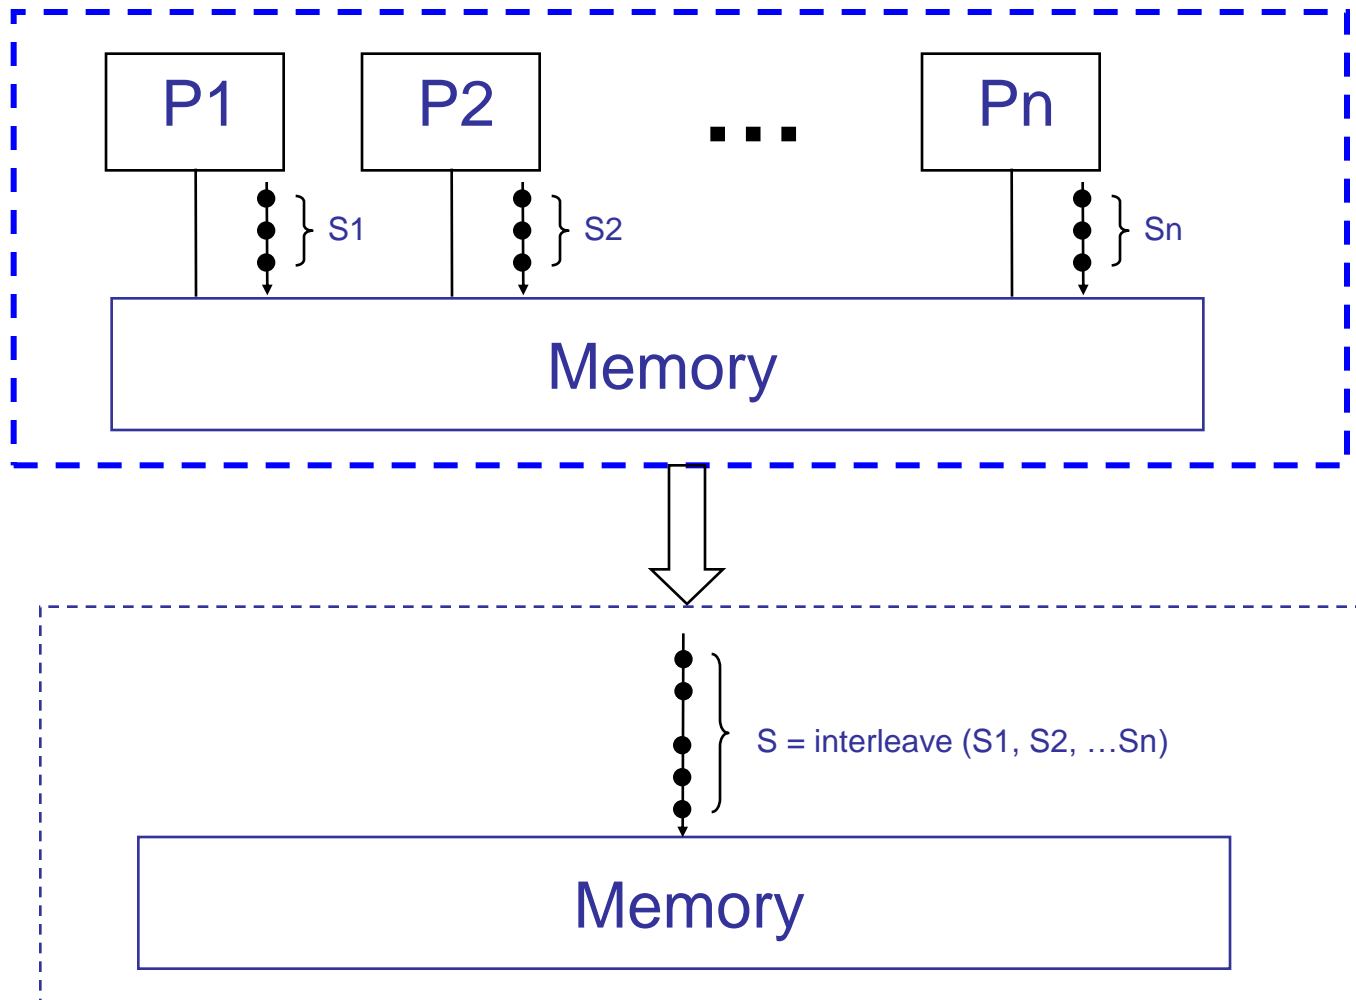 P1 P2 ... Pn
S1 S2 Sn
Memory
S = interleave (S1, S2, …Sn)
Memory